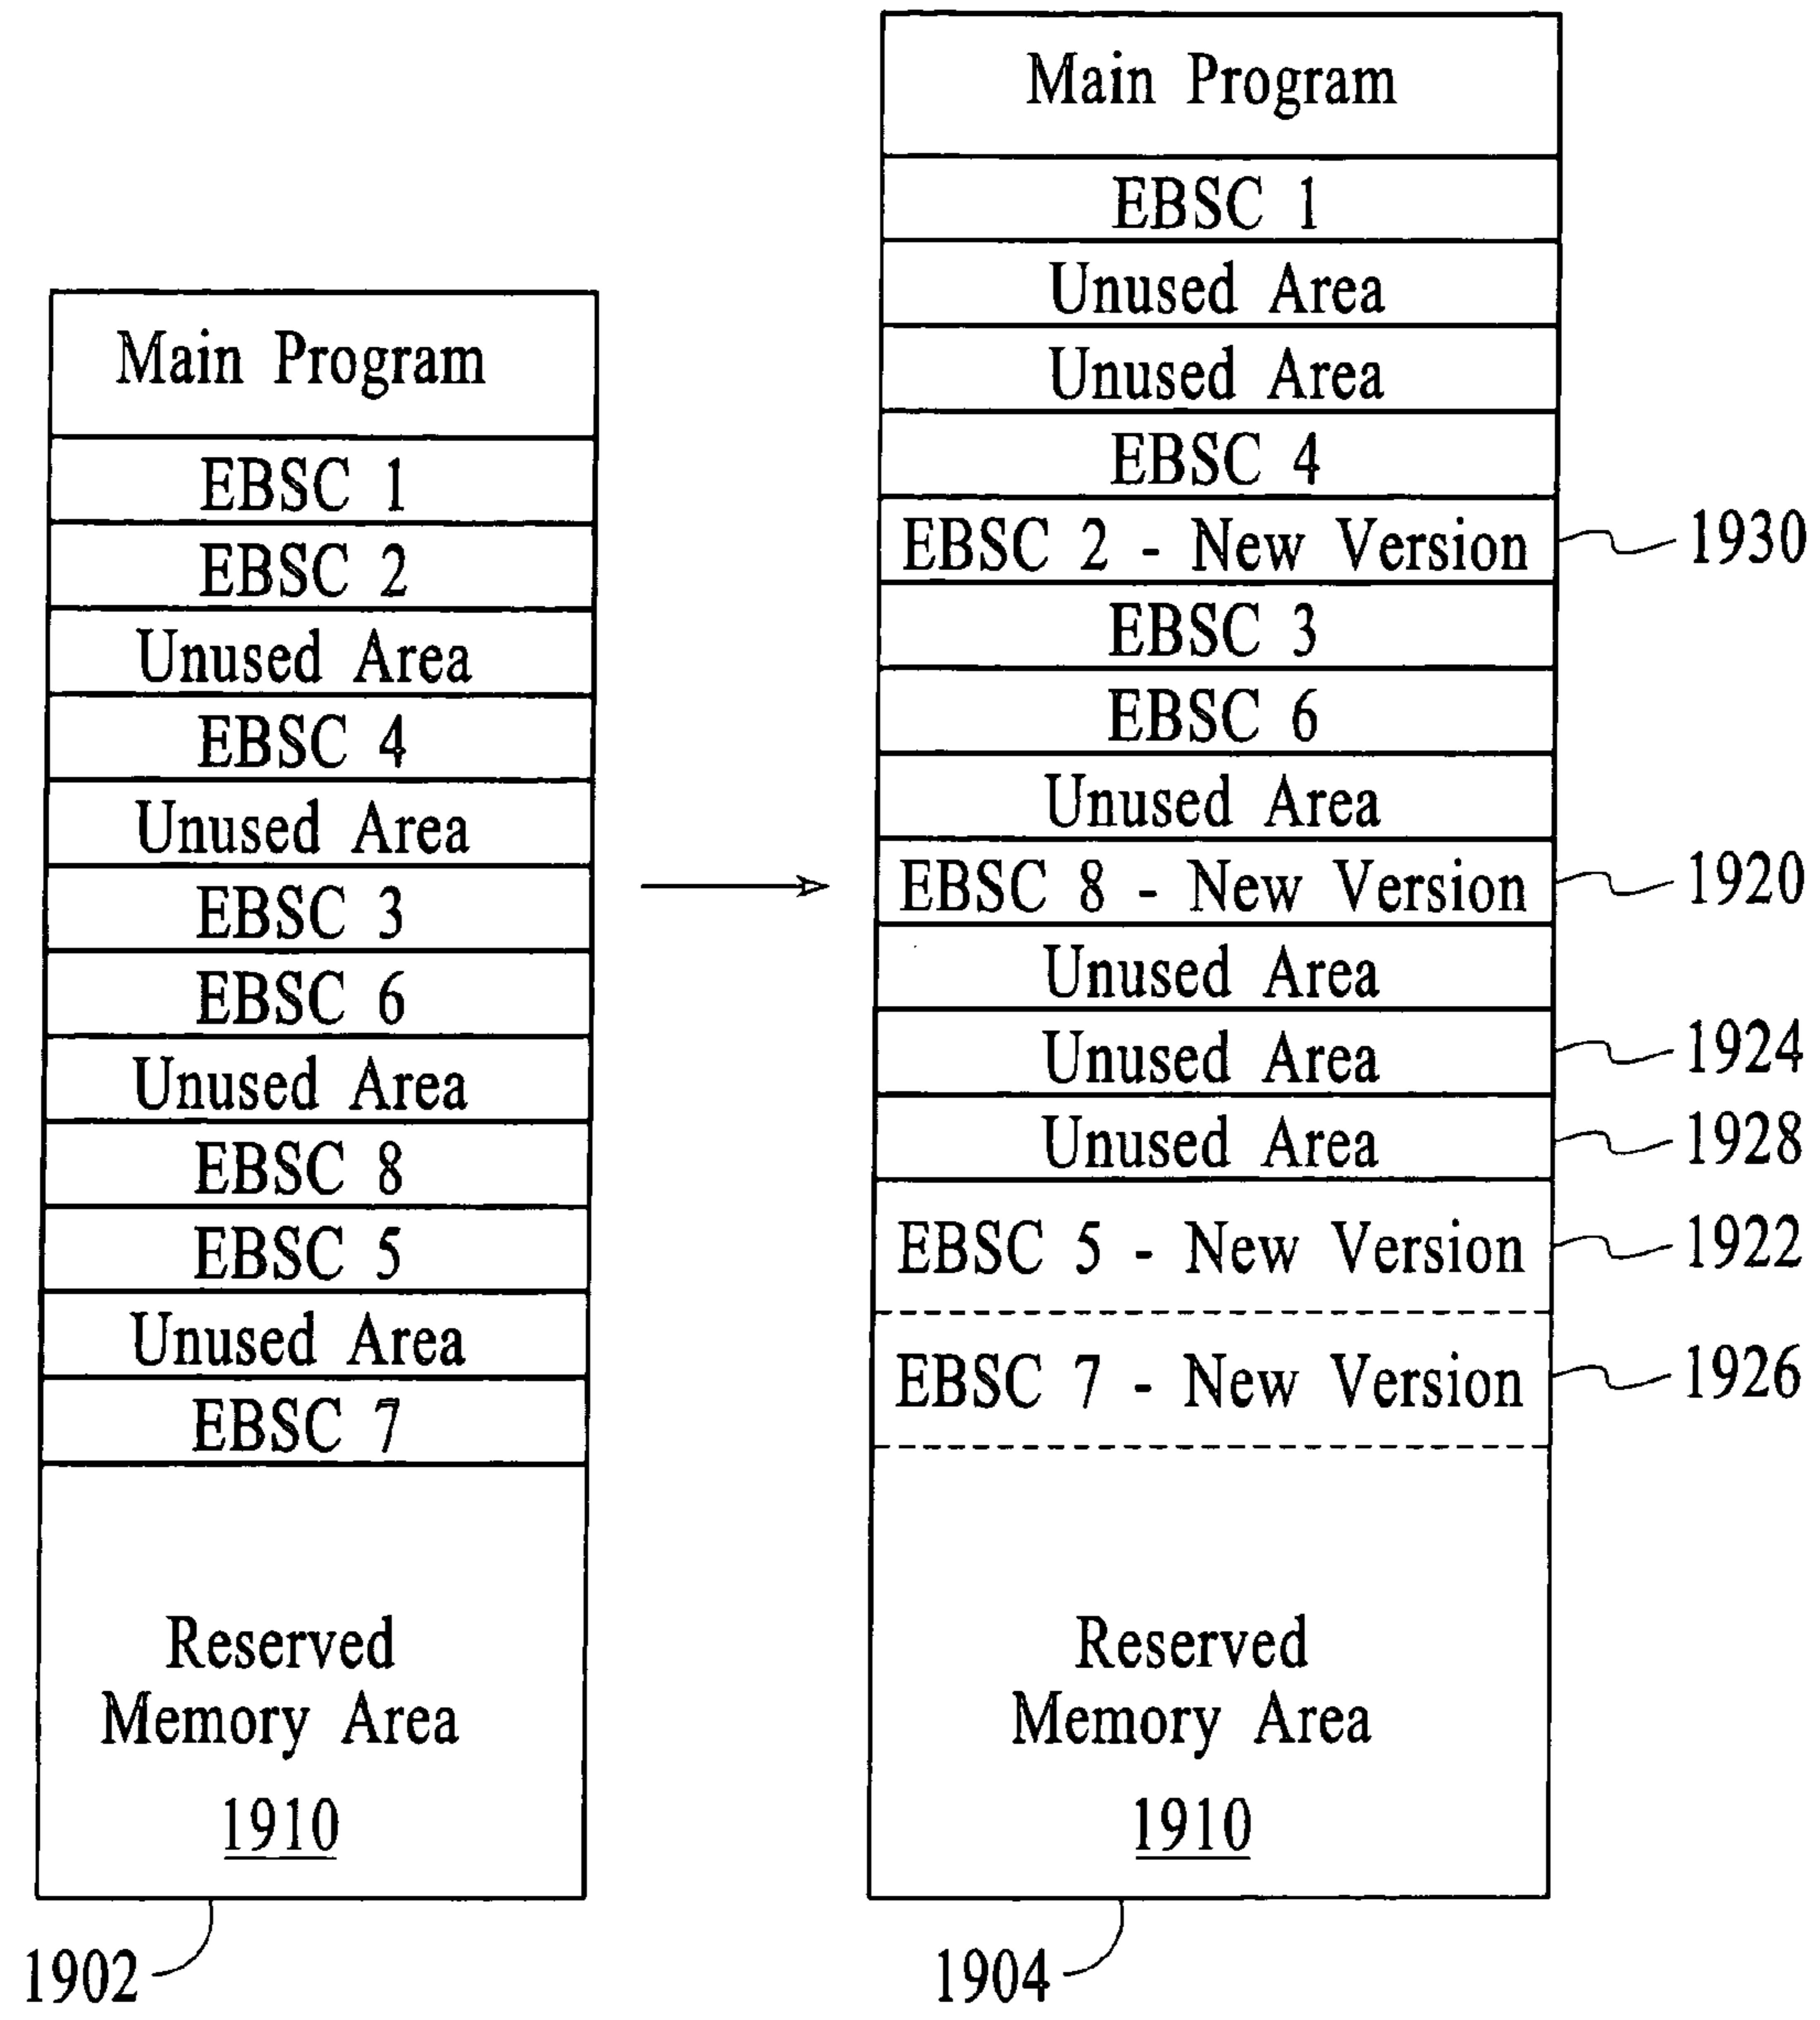 Main Program
EBSC 1
EBSC 2
Unused Area
EBSC 4
Unused Area
EBSC 3
EBSC 6
Unused Area
EBSC 8
EBSC 5
Unused Area
EBSC 7
Reserved
Memory Area
1910
1902
Main Program
EBSC 1
Unused Area
Unused Area
EBSC 4
EBSC 2 - New Version 1930
EBSC 3
EBSC 6
Unused Area
EBSC 8 - New Version 1920
Unused Area
Unused Area 1924
Unused Area 1928
EBSC 5 - New Version 1922
EBSC 7 - New Version 1926
Reserved
Memory Area
1910
1904